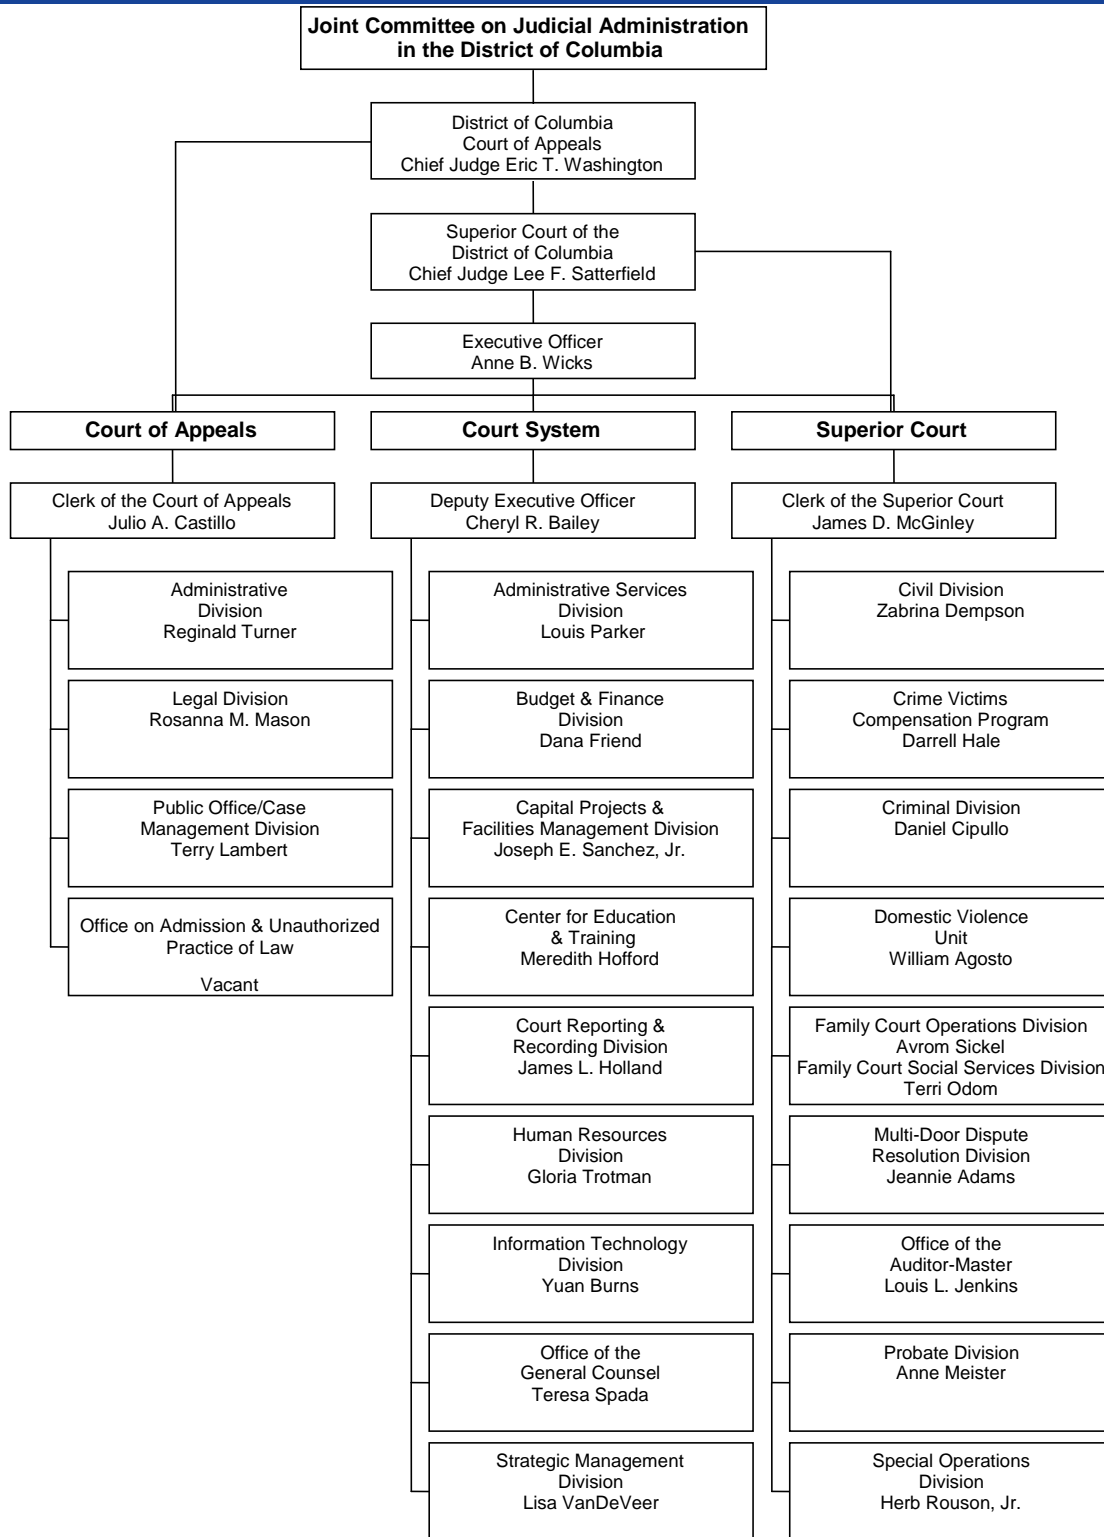 Joint Committee on Judicial Administration
in the District of Columbia
District of Columbia
Court of Appeals
Chief Judge Eric T. Washington
Superior Court of the
District of Columbia
Chief Judge Lee F. Satterfield
Executive Officer
Anne B. Wicks
Court of Appeals
Clerk of the Court of Appeals
Julio A. Castillo
Administrative
Division
Reginald Turner
Legal Division
Rosanna M. Mason
Public Office/Case
Management Division
Terry Lambert
Office on Admission & Unauthorized
Practice of Law
Vacant
Court System
Deputy Executive Officer
Cheryl R. Bailey
Administrative Services
Division
Louis Parker
Budget & Finance
Division
Dana Friend
Capital Projects &
Facilities Management Division
Joseph E. Sanchez, Jr.
Center for Education
& Training
Meredith Hofford
Court Reporting &
Recording Division
James L. Holland
Human Resources
Division
Gloria Trotman
Information Technology
Division
Yuan Burns
Office of the
General Counsel
Teresa Spada
Strategic Management
Division
Lisa VanDeVeer
Superior Court
Clerk of the Superior Court
James D. McGinley
Civil Division
Zabrina Dempson
Crime Victims
Compensation Program
Darrell Hale
Criminal Division
Daniel Cipullo
Domestic Violence
Unit
William Agosto
Family Court Operations Division
Avrom Sickel
Family Court Social Services Division
Terri Odom
Multi-Door Dispute
Resolution Division
Jeannie Adams
Office of the
Auditor-Master
Louis L. Jenkins
Probate Division
Anne Meister
Special Operations
Division
Herb Rouson, Jr.